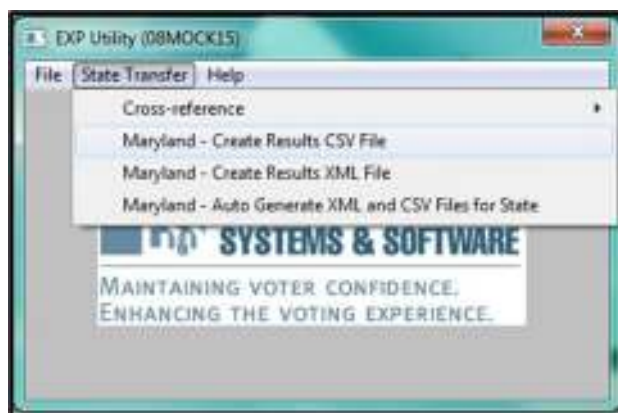 EXP Utility (08MOCK15)
File State Transfer Help
Cross-reference
Maryland - Create Results CSV File
Maryland - Create Results XML File
Maryland - Auto Generate XML and CSV Files for State
SYSTEMS & SOFTWARE
MAINTAINING VOTER CONFIDENCE.
ENHANCING THE VOTING EXPERIENCE.